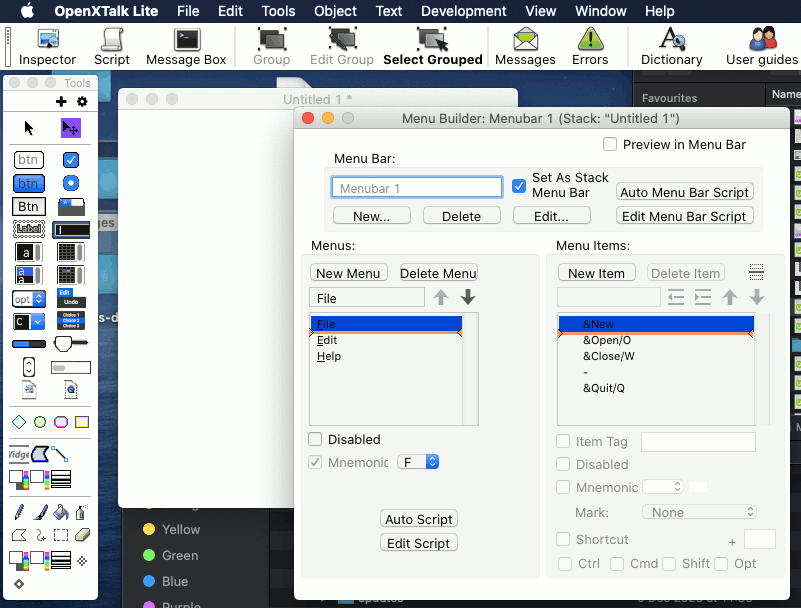 OpenXTalk Lite File Edit Tools Object Text Development View Window Help
Inspector Script Message Box Group Edit Group Select Grouped Messages Errors Dictionary User guides
Tools
btn
btn
Btn
Label
a
a
a
opt
Edit
Undo
C
Choice 1
Choice 2
Choice 3
Widge
Untitled 1 *
Favourites
Name
ges
s-d
Menu Builder: Menubar 1 (Stack: "Untitled 1")
Preview in Menu Bar
Menu Bar:
Menubar 1
Set As Stack
Menu Bar
Auto Menu Bar Script
New...
Delete
Edit...
Edit Menu Bar Script
Menus:
New Menu
Delete Menu
File
File
Edit
Help
Disabled
Mnemonic
F
Auto Script
Edit Script
Menu Items:
New Item
Delete Item
&New
&Open/O
&Close/W
-
&Quit/Q
Item Tag
Disabled
Mnemonic
Mark:
None
Shortcut
+
Ctrl
Cmd
Shift
Opt
Yellow
Green
Blue
Purple
updates